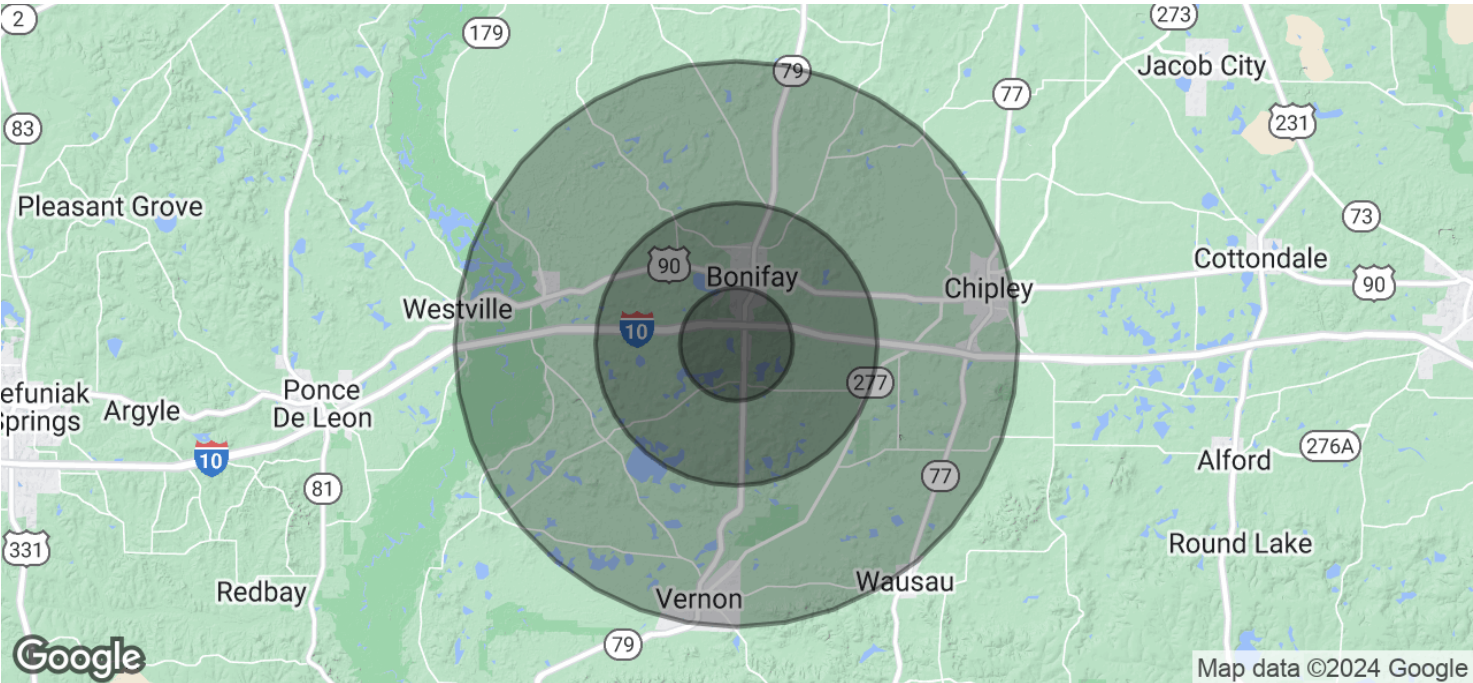 2
179
273
79
Jacob City
77
83
231
Pleasant Grove
73
90
Bonifay
Cottondale
90
Chipley
Westville
10
277
Ponce
De Leon
efuniak
Springs
Argyle
10
276A
Alford
77
81
331
Round Lake
Redbay
Wausau
Vernon
79
Google
Map data ©2024 Google